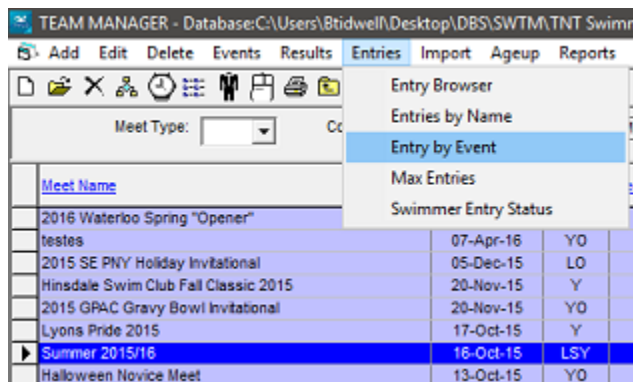 TEAM MANAGER - Database:C:\Users\Btidwell\Desktop\DBS\SWTM\TNT Swimm
Add Edit Delete Events Results Entries Import Ageup Reports
Entry Browser
Meet Type: Co Entries by Name
Entry by Event
Max Entries
Meet Name
Swimmer Entry Status
2016 Waterloo Spring "Opener"
testes 07-Apr-16 YO
2015 SE PNY Holiday Invitational 05-Dec-15 LO
Hinsdale Swim Club Fall Classic 2015 20-Nov-15 Y
2015 GPAC Gravy Bowl Invitational 20-Nov-15 YO
Lyons Pride 2015 17-Oct-15 Y
Summer 2015/16 16-Oct-15 LSY
Halloween Novice Meet 13-Oct-15 YO